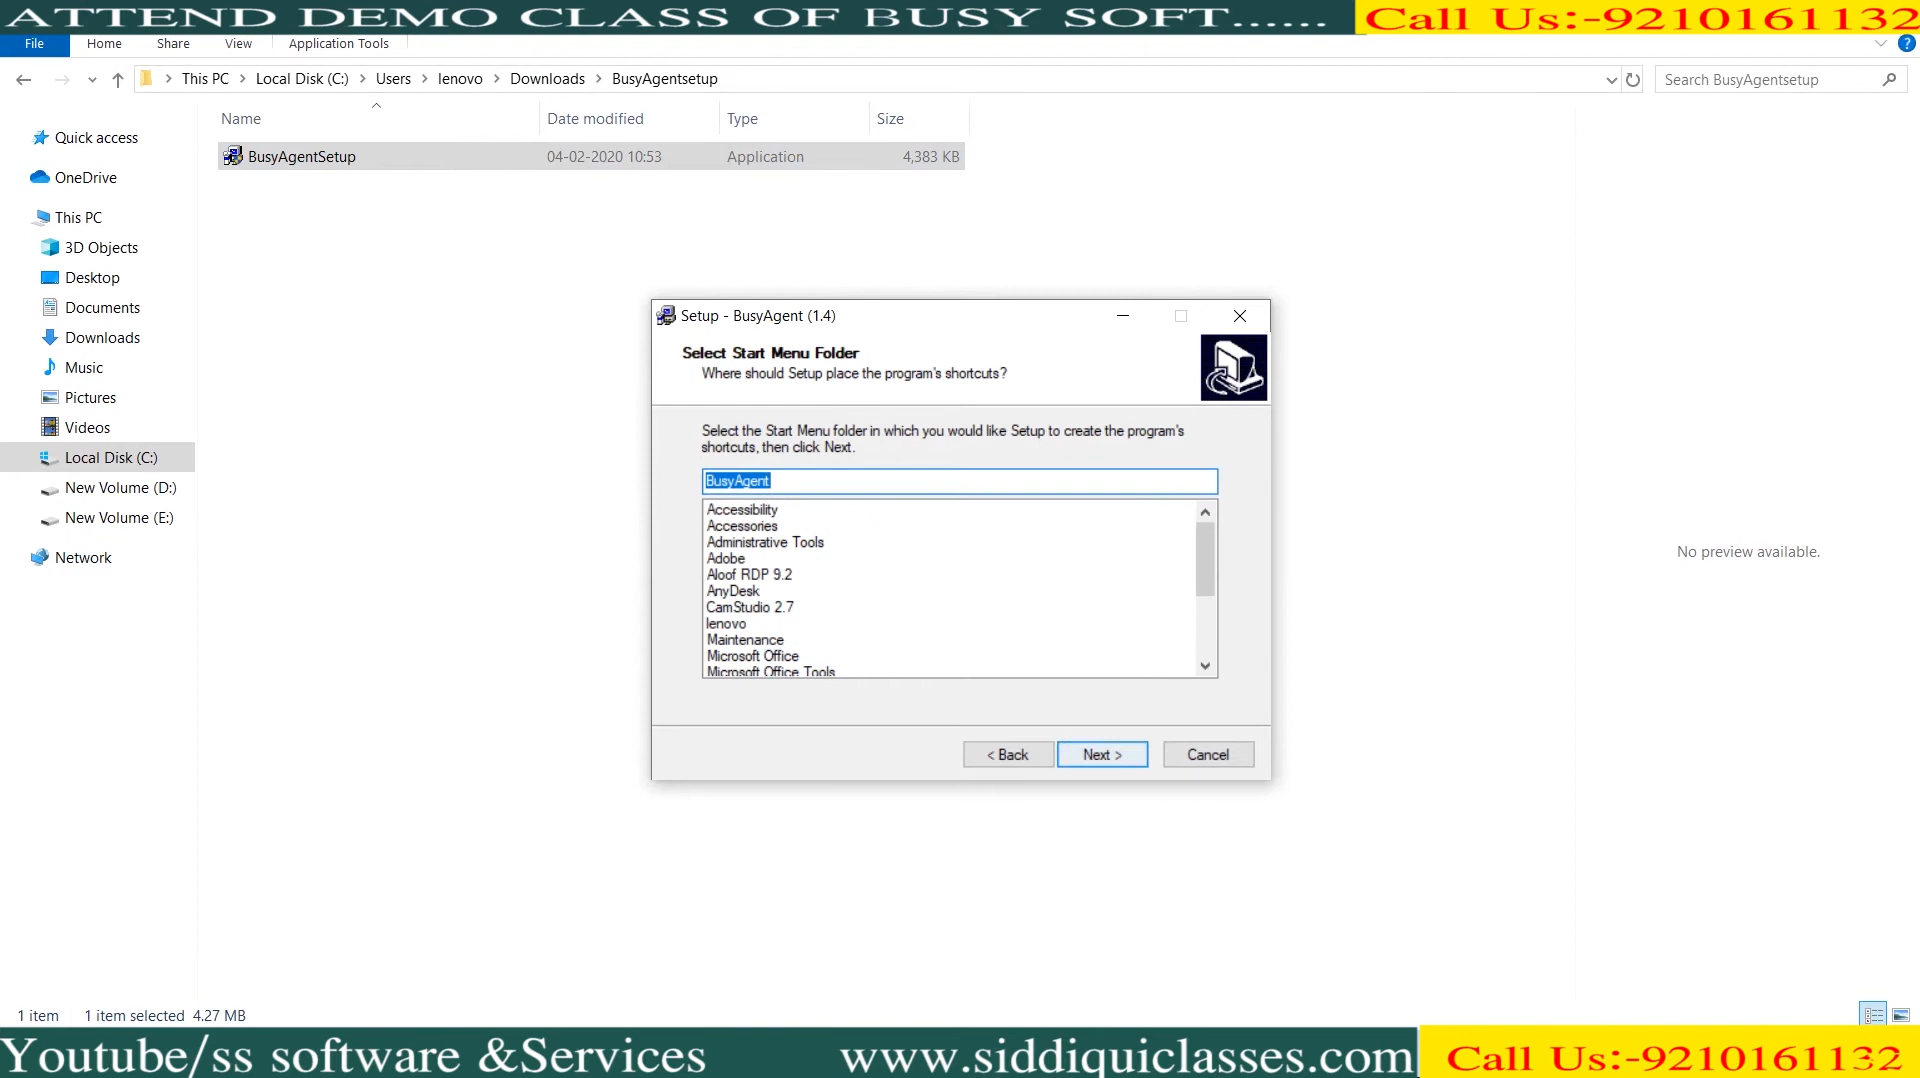 ATTEND DEMO CLASS OF BUSY SOFT...... Call Us:-9210161132
File Home Share View Application Tools
This PC Local Disk (C:) Users lenovo Downloads BusyAgentsetup Search BusyAgentsetup
Name Date modified Type Size
BusyAgentSetup 04-02-2020 10:53 Application 4,383 KB
Quick access
OneDrive
This PC
3D Objects
Desktop
Documents
Downloads
Music
Pictures
Videos
Local Disk (C:)
New Volume (D:)
New Volume (E:)
Network
Setup - BusyAgent (1.4)
Select Start Menu Folder
Where should Setup place the program's shortcuts?
Select the Start Menu folder in which you would like Setup to create the program's
shortcuts, then click Next.
BusyAgent
Accessibility
Accessories
Administrative Tools
Adobe
Aloof RDP 9.2
AnyDesk
CamStudio 2.7
lenovo
Maintenance
Microsoft Office
Microsoft Office Tools
< Back Next > Cancel
No preview available.
1 item 1 item selected 4.27 MB
Youtube/ss software &Services www.siddiquiclasses.com Call Us:-9210161132